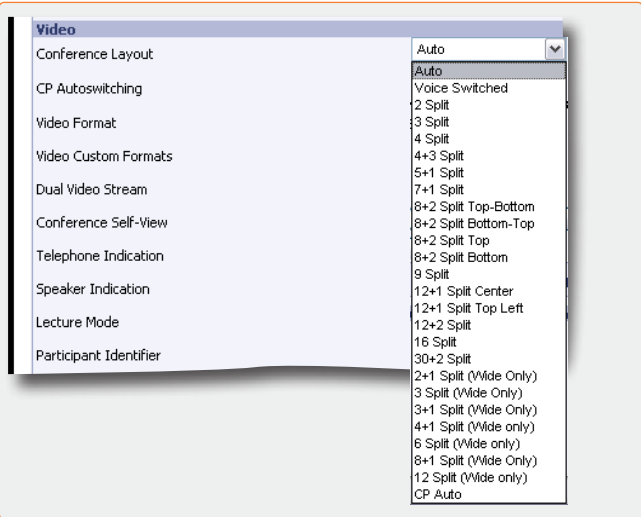 Video
Conference Layout
CP Autoswitching
Video Format
Video Custom Formats
Dual Video Stream
Conference Self-View
Telephone Indication
Speaker Indication
Lecture Mode
Participant Identifier
Auto
Auto
Voice Switched
2 Split
3 Split
4 Split
4+3 Split
5+1 Split
7+1 Split
8+2 Split Top-Bottom
8+2 Split Bottom-Top
8+2 Split Top
8+2 Split Bottom
9 Split
12+1 Split Center
12+1 Split Top Left
12+2 Split
16 Split
30+2 Split
2+1 Split (Wide Only)
3 Split (Wide Only)
3+1 Split (Wide Only)
4+1 Split (Wide only)
6 Split (Wide only)
8+1 Split (Wide Only)
12 Split (Wide only)
CP Auto